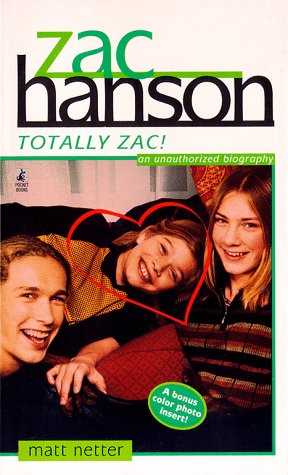 zac
hanson
TOTALLY ZAC!
an unauthorized biography
POCKET
BOOKS
A bonus
color photo
insert!
matt netter